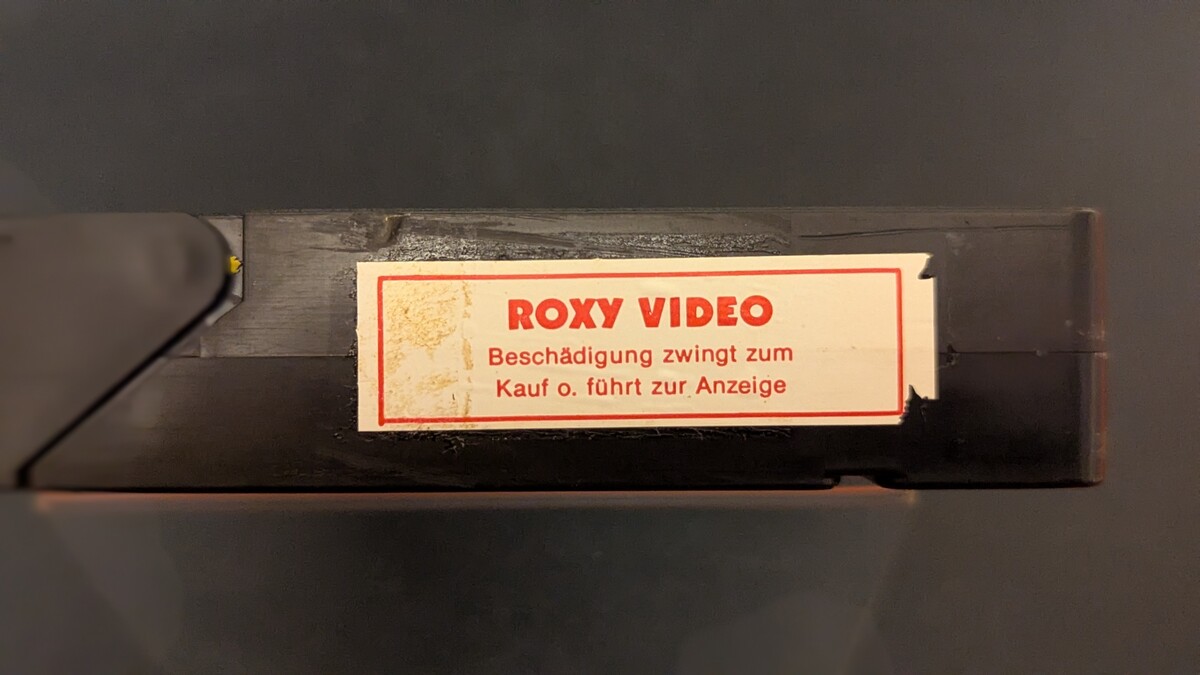 ROXY VIDEO
Beschädigung zwingt zum
Kauf o. führt zur Anzeige